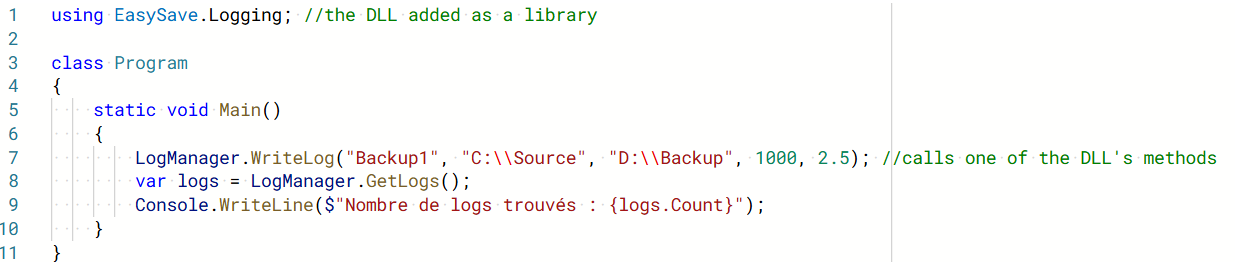 1 using EasySave.Logging; //the DLL added as a library
2
3 class Program
4 {
5 static void Main()
6 {
7 LogManager.WriteLog("Backup1", "C:\\Source", "D:\\Backup", 1000, 2.5); //calls one of the DLL's methods
8 var logs = LogManager.GetLogs();
9 Console.WriteLine($"Nombre de logs trouvés : {logs.Count}");
10 }
11 }